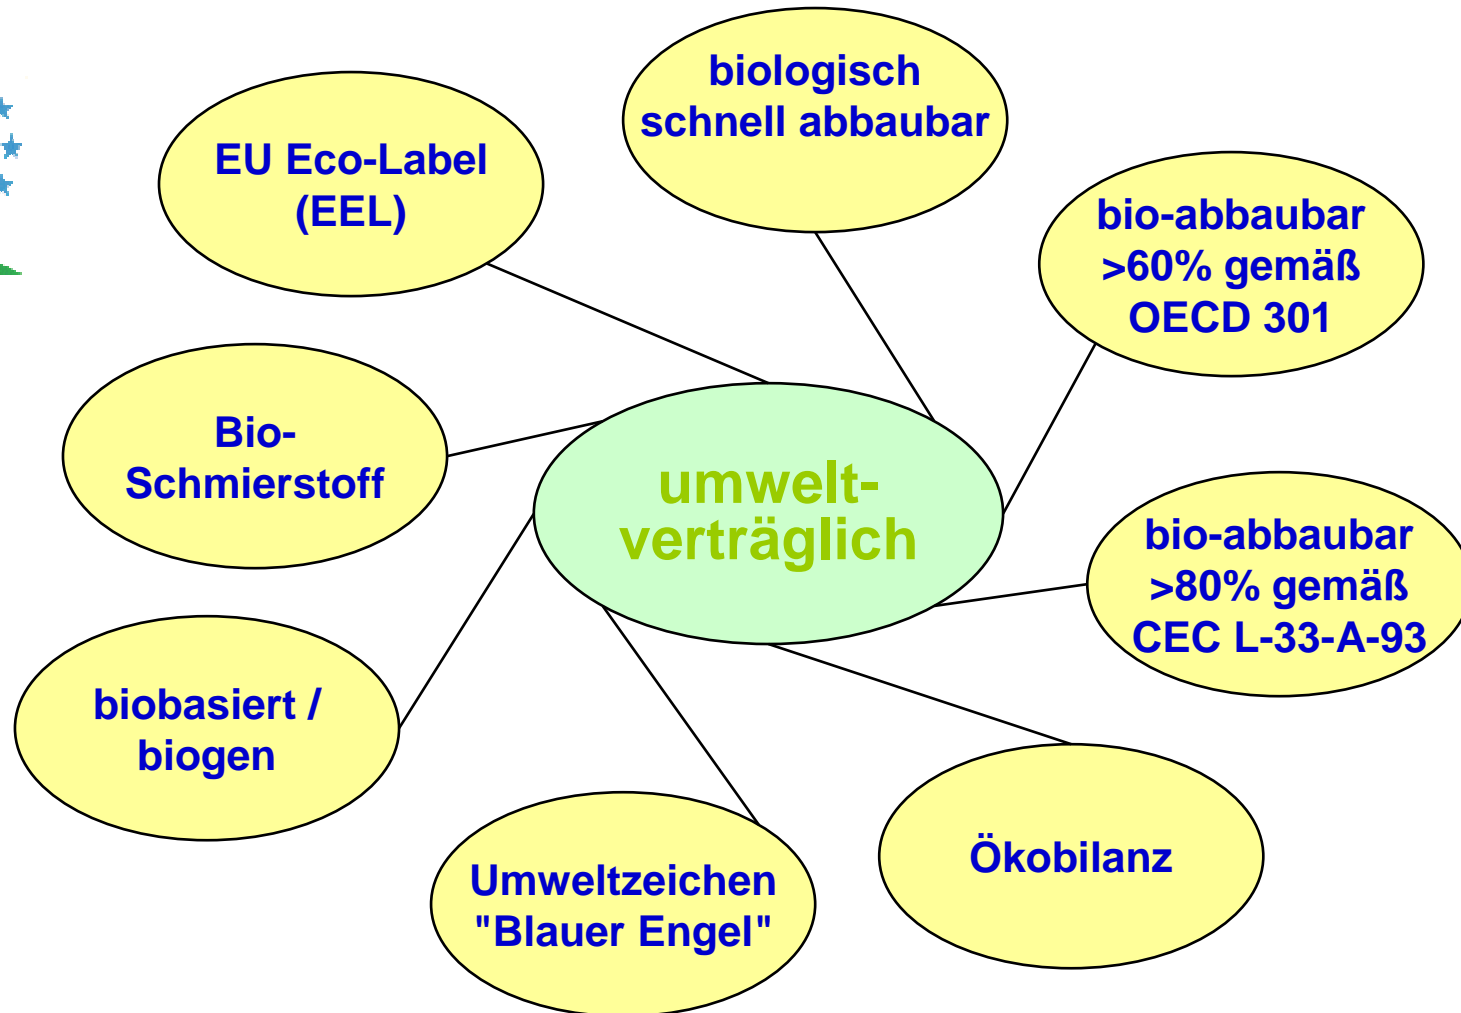 biologisch
schnell abbaubar
EU Eco-Label
(EEL)
bio-abbaubar
>60% gemäß
OECD 301
Bio-
Schmierstoff
umwelt-
verträglich
bio-abbaubar
>80% gemäß
CEC L-33-A-93
biobasiert /
biogen
Ökobilanz
Umweltzeichen
"Blauer Engel"